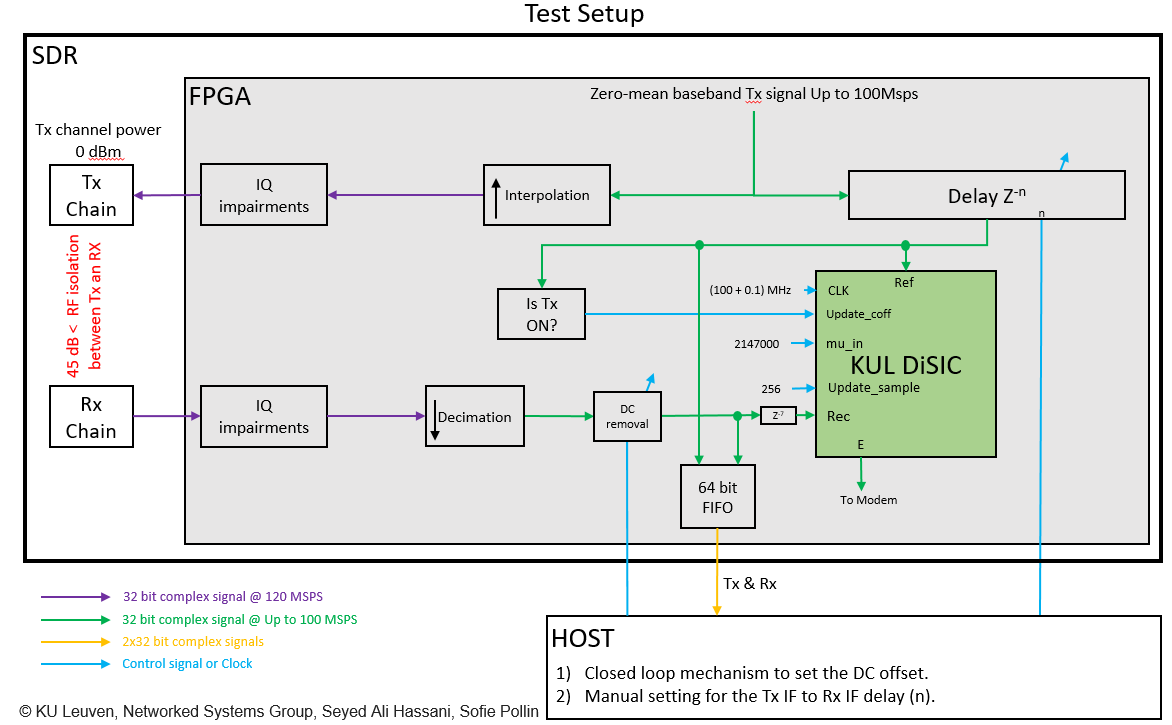 Test Setup
SDR
FPGA
Zero-mean baseband Tx signal Up to 100Msps
Tx channel power
0 dBm
Tx
Chain
IQ
impairments
Interpolation
Delay Z-n
n
45 dB < RF isolation
between Tx an RX
Is Tx
ON?
(100 + 0.1) MHz
CLK
Ref
Update_coff
2147000
mu_in
KUL DiSIC
256
Update_sample
Rec
E
To Modem
Rx
Chain
IQ
impairments
Decimation
DC
removal
Z-7
64 bit
FIFO
Tx & Rx
32 bit complex signal @ 120 MSPS
32 bit complex signal @ Up to 100 MSPS
2x32 bit complex signals
Control signal or Clock
HOST
1) Closed loop mechanism to set the DC offset.
2) Manual setting for the Tx IF to Rx IF delay (n).
© KU Leuven, Networked Systems Group, Seyed Ali Hassani, Sofie Pollin